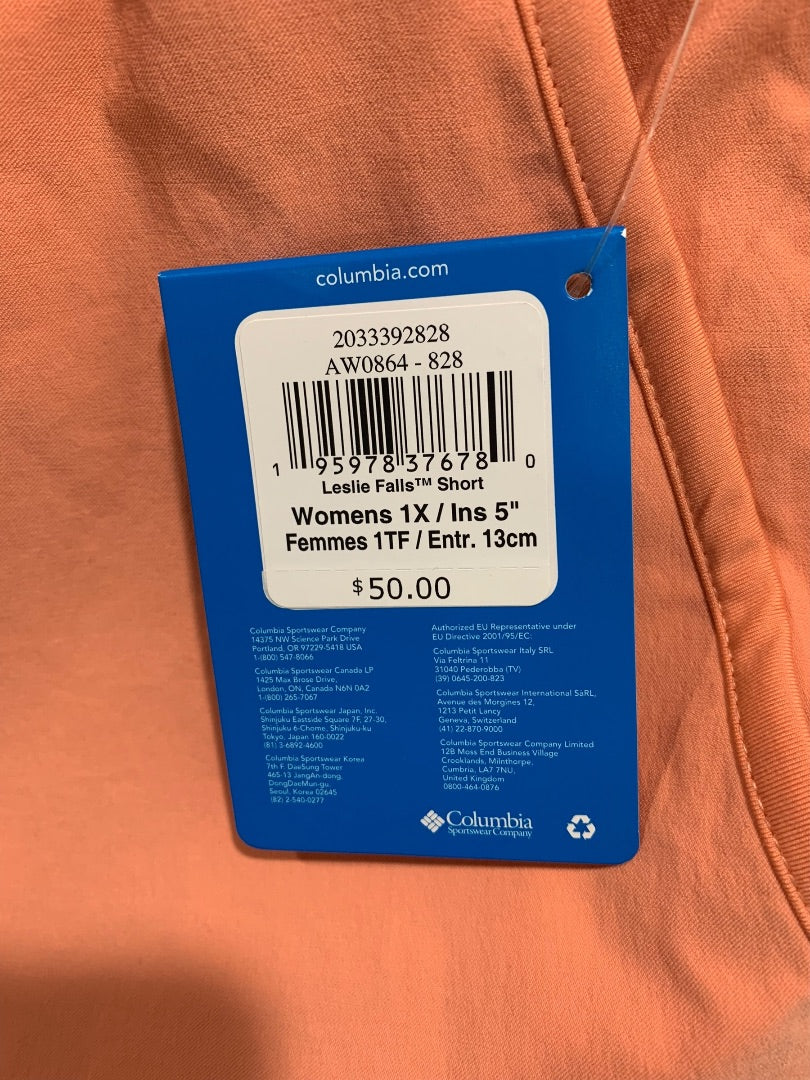 columbia.com
2033392828
AW0864 - 828
1 95978 37678 0
Leslie Falls™ Short
Womens 1X / Ins 5"
Femmes 1TF / Entr. 13cm
$50.00
Columbia Sportswear Company
14375 NW Science Park Drive
Portland, OR 97229-5418 USA
1-(800) 547-8066
Columbia Sportswear Canada LP
1425 Max Brose Drive,
London, ON, Canada N6N 0A2
1-(800) 265-7067
Columbia Sportswear Japan, Inc.
Shinjuku Eastside Square 7F, 27-30,
Shinjuku 6-Chome, Shinjuku-ku
Tokyo, Japan 160-0022
(81) 3-6892-4600
Columbia Sportswear Korea
7th F. DaeSung Tower
465-13 JangAn-dong,
DongDaeMun-gu,
Seoul, Korea 02645
(82) 2-540-0277
Authorized EU Representative under
EU Directive 2001/95/EC:
Columbia Sportswear Italy SRL
Via Feltrina 11
31040 Pederobba (TV)
(39) 0645-200-823
Columbia Sportswear International SàRL,
Avenue des Morgines 12,
1213 Petit Lancy
Geneva, Switzerland
(41) 22-870-9000
Columbia Sportswear Company Limited
12B Moss End Business Village
Crooklands, Milnthorpe,
Cumbria, LA7 7NU,
United Kingdom
0800-464-0876
Columbia
Sportswear Company